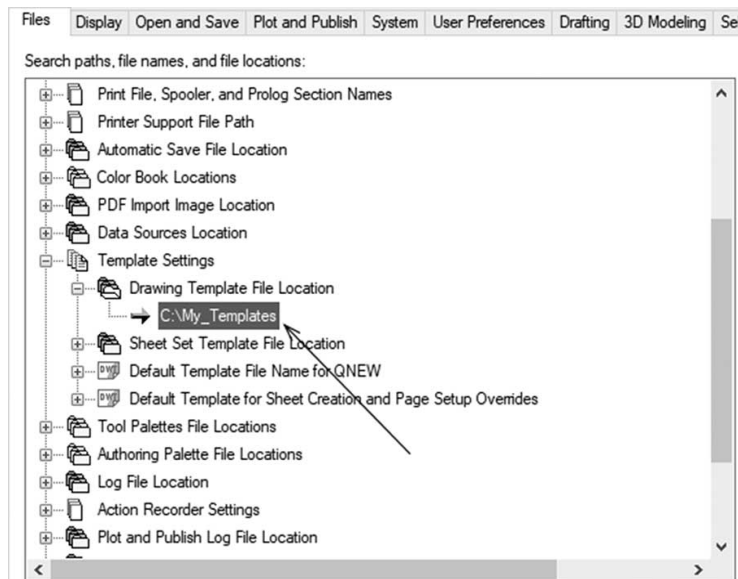 Files Display Open and Save Plot and Publish System User Preferences Drafting 3D Modeling Se
Search paths, file names, and file locations:
Print File, Spooler, and Prolog Section Names
Printer Support File Path
Automatic Save File Location
Color Book Locations
PDF Import Image Location
Data Sources Location
Template Settings
Drawing Template File Location
C:\My_Templates
Sheet Set Template File Location
DWG Default Template File Name for QNEW
DWG Default Template for Sheet Creation and Page Setup Overrides
Tool Palettes File Locations
Authoring Palette File Locations
Log File Location
Action Recorder Settings
Plot and Publish Log File Location